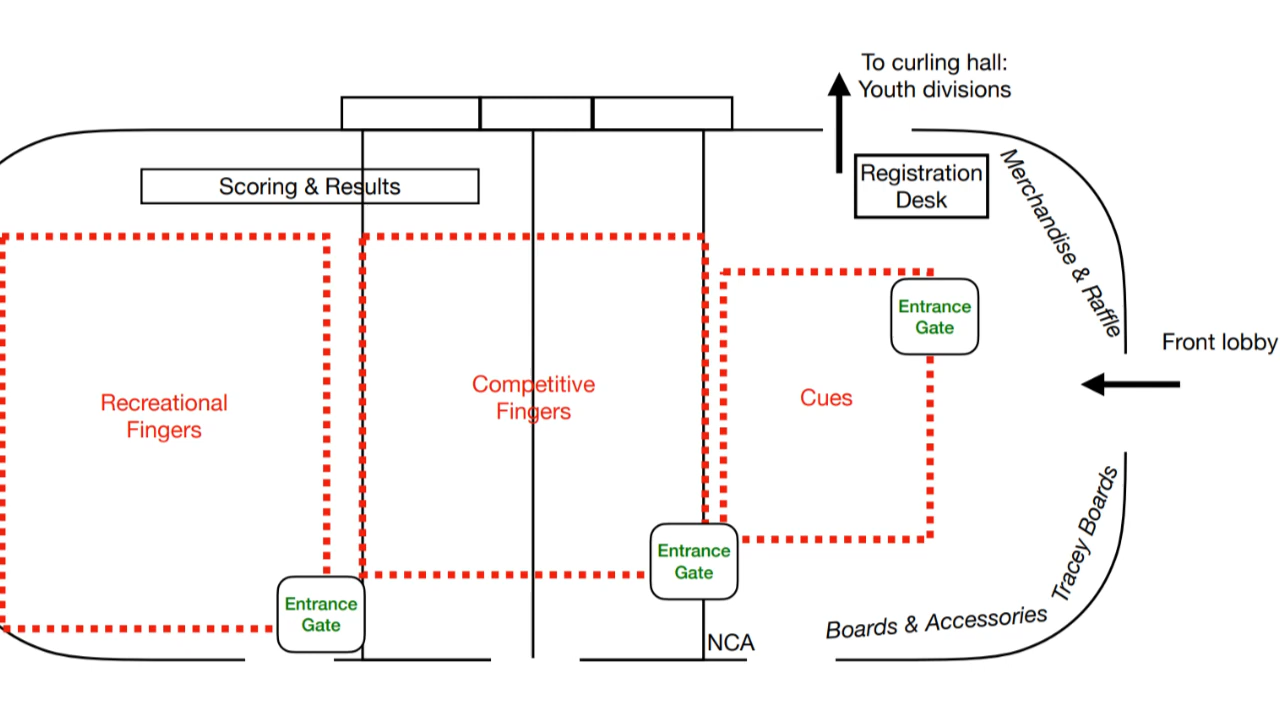 To curling hall:
Youth divisions
Scoring & Results
Registration
Desk
Merchandise & Raffle
Entrance
Gate
Front lobby
Recreational
Fingers
Competitive
Fingers
Cues
Entrance
Gate
Entrance
Gate
Tracey Boards
Boards & Accessories
NCA